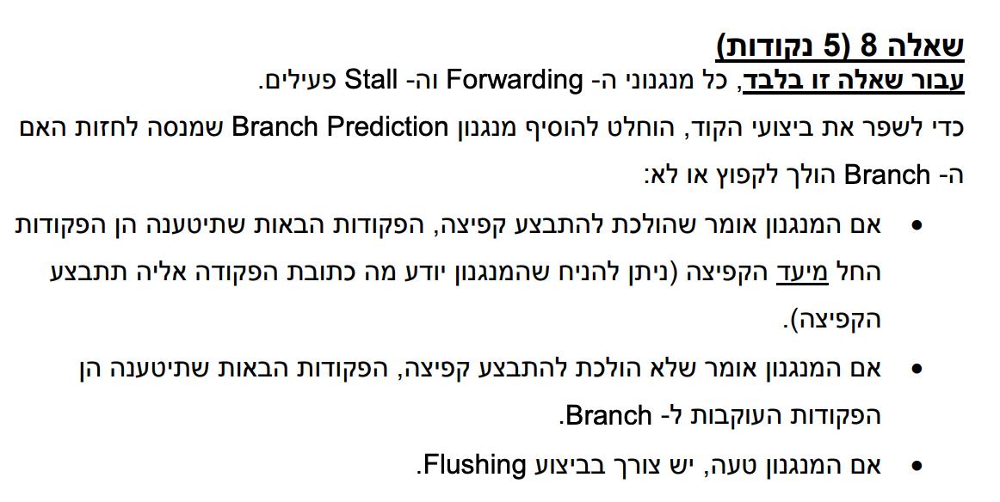 שאלה 8 (5 נקודות)
עבור שאלה זו בלבד, כל מנגנוני ה- Forwarding וה- Stall פעילים.
כדי לשפר את ביצועי הקוד, הוחלט להוסיף מנגנון Branch Prediction שמנסה לחזות האם
ה- Branch הולך לקפוץ או לא:
• אם המנגנון אומר שהולכת להתבצע קפיצה, הפקודות הבאות שתיטענה הן הפקודות
החל מיעד הקפיצה (ניתן להניח שהמנגנון יודע מה כתובת הפקודה אליה תתבצע
הקפיצה).
• אם המנגנון אומר שלא הולכת להתבצע קפיצה, הפקודות הבאות שתיטענה הן
הפקודות העוקבות ל- Branch.
• אם המנגנון טעה, יש צורך בביצוע Flushing.